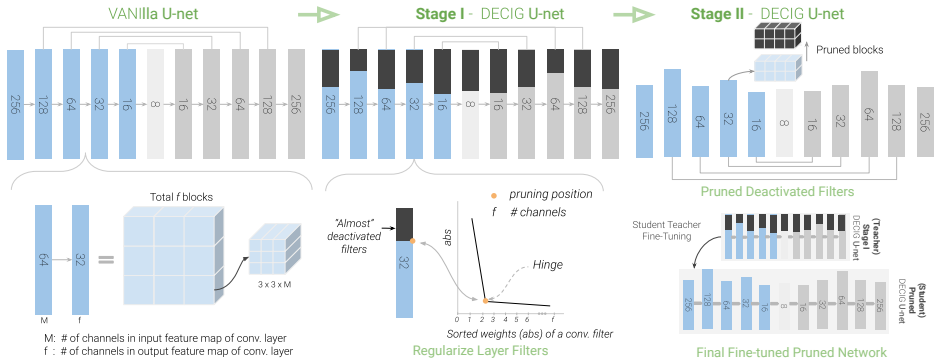 VANIlla U-net
256
128
64
32
16
8
16
32
64
128
256
Total f blocks
64
32
M
f
=
3 x 3 x M
M: # of channels in input feature map of conv. layer
f : # of channels in output feature map of conv. layer
Stage I - DECIG U-net
256
128
64
32
16
8
16
32
64
128
256
pruning position
f # channels
"Almost"
deactivated
filters
32
abs
Hinge
0 1 2 3 4 5 6 ... f
Sorted weights (abs) of a conv. filter
Regularize Layer Filters
Stage II - DECIG U-net
Pruned blocks
256
128
64
32
16
8
16
32
64
128
256
Pruned Deactivated Filters
Student Teacher
Fine-Tuning
(Teacher)
Stage I
DECIG U-net
256
128
64
32
16
8
16
32
64
128
256
(Student)
Pruned
DECIG U-net
Final Fine-tuned Pruned Network